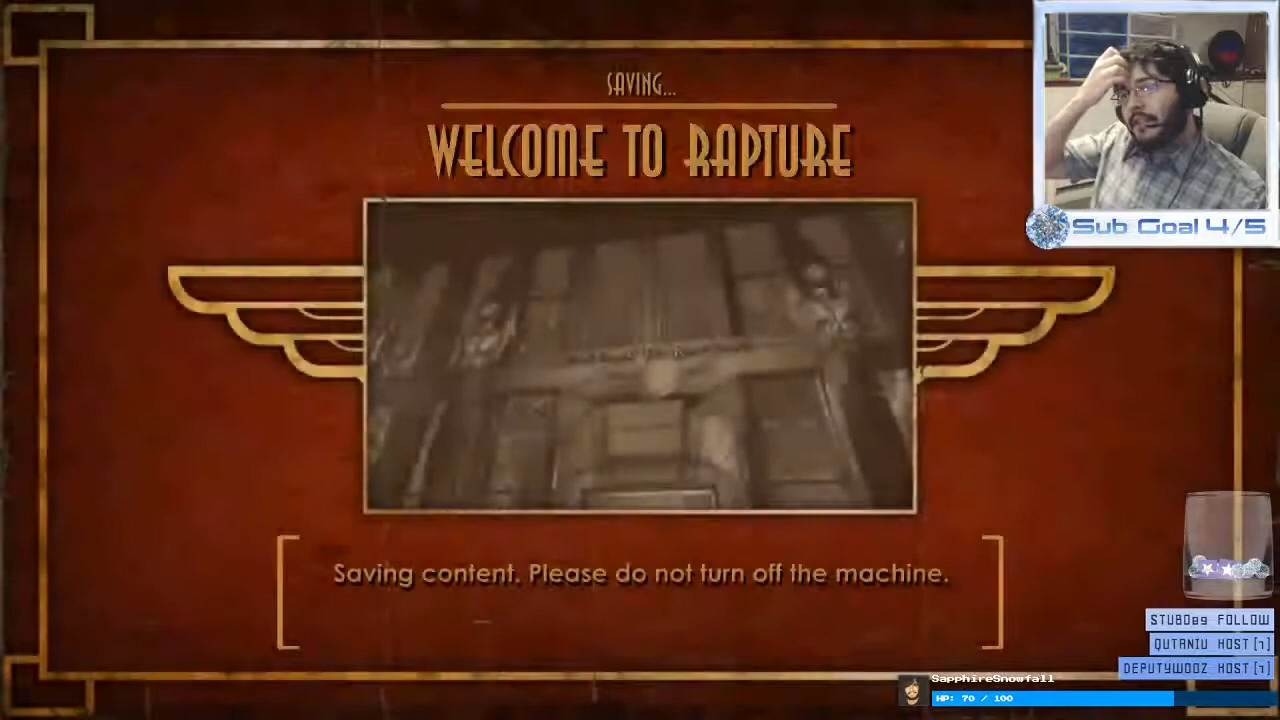 SAVING...
WELCOME TO RAPTURE
Sub Goal 4/5
Saving content. Please do not turn off the machine.
STUBO89 FOLLOW
QUTANIU HOST [1]
DEPUTYWOOZ HOST [1]
SapphireSnowfall
HP: 70 / 100